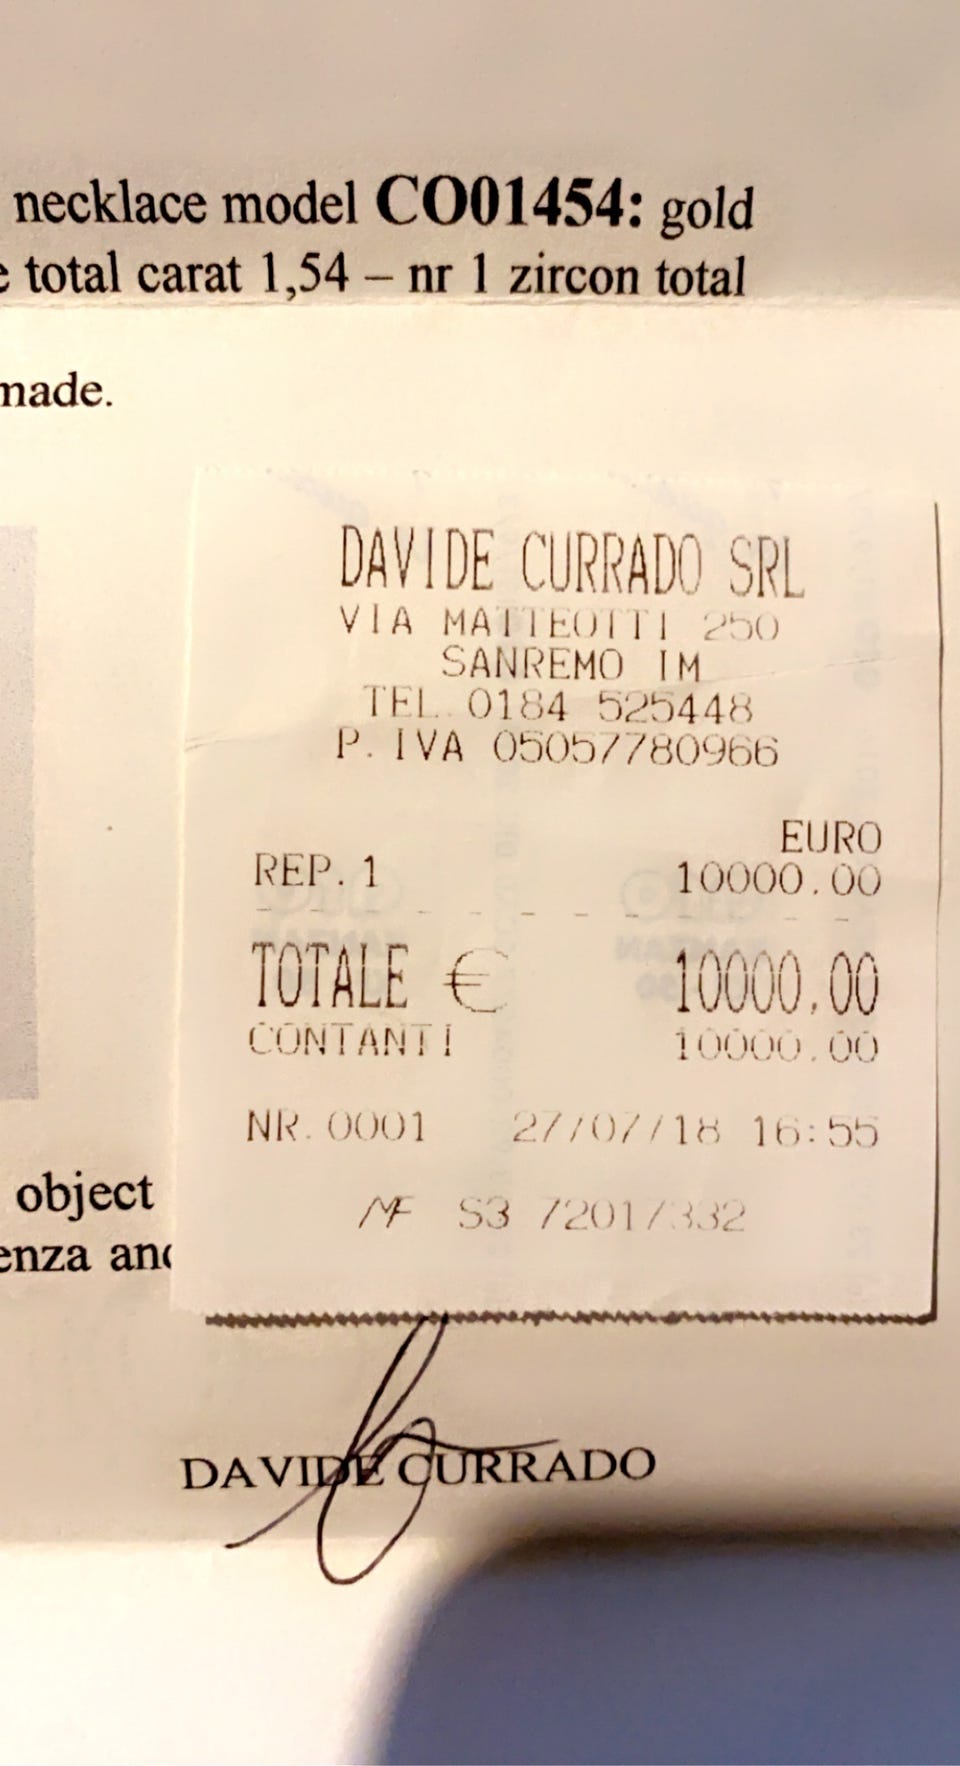 necklace model CO01454: gold
total carat 1,54 – nr 1 zircon total
made.
DAVIDE CURRADO SRL
VIA MATTEOTTI 250
SANREMO IM
TEL. 0184 525448
P. IVA 05057780966
EURO
REP. 1 10000.00
TOTALE € 10000.00
CONTANTI 10000.00
NR. 0001 27/07/18 16:55
MF S3 72017332
object
enza and
DAVIDE CURRADO